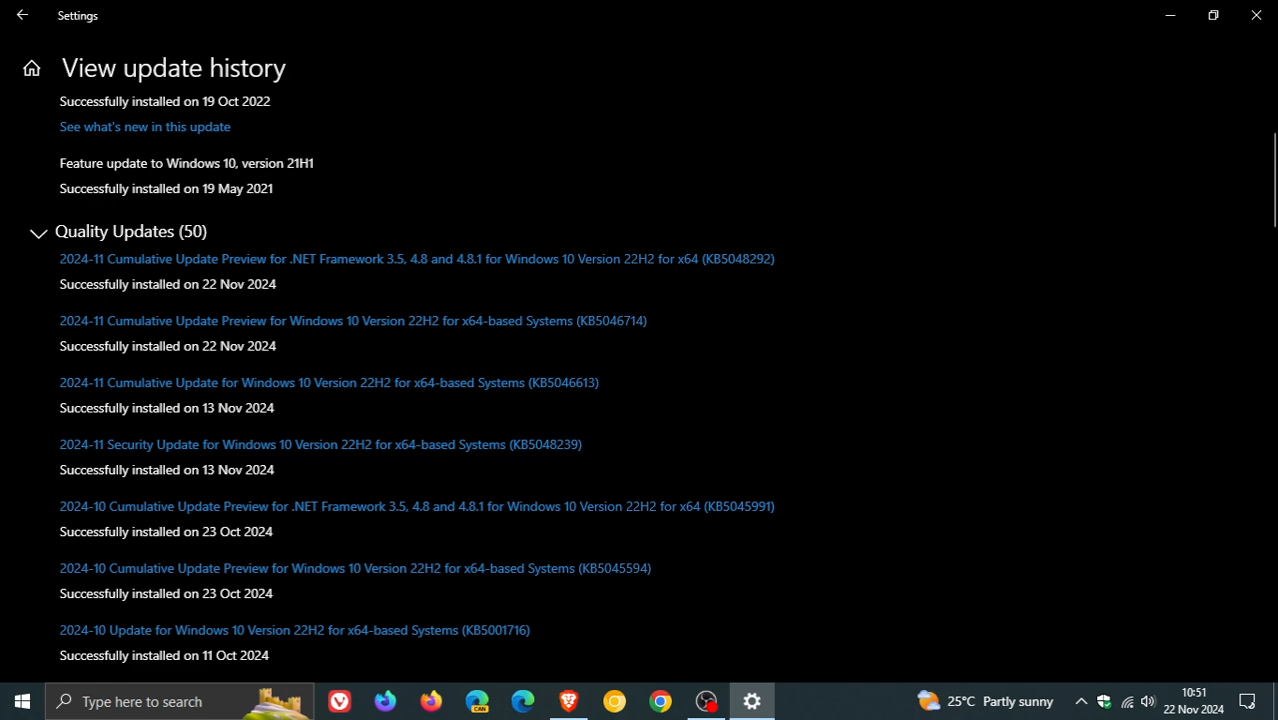 Settings
View update history
Successfully installed on 19 Oct 2022
See what's new in this update
Feature update to Windows 10, version 21H1
Successfully installed on 19 May 2021
Quality Updates (50)
2024-11 Cumulative Update Preview for .NET Framework 3.5, 4.8 and 4.8.1 for Windows 10 Version 22H2 for x64 (KB5048292)
Successfully installed on 22 Nov 2024
2024-11 Cumulative Update Preview for Windows 10 Version 22H2 for x64-based Systems (KB5046714)
Successfully installed on 22 Nov 2024
2024-11 Cumulative Update for Windows 10 Version 22H2 for x64-based Systems (KB5046613)
Successfully installed on 13 Nov 2024
2024-11 Security Update for Windows 10 Version 22H2 for x64-based Systems (KB5048239)
Successfully installed on 13 Nov 2024
2024-10 Cumulative Update Preview for .NET Framework 3.5, 4.8 and 4.8.1 for Windows 10 Version 22H2 for x64 (KB5045991)
Successfully installed on 23 Oct 2024
2024-10 Cumulative Update Preview for Windows 10 Version 22H2 for x64-based Systems (KB5045594)
Successfully installed on 23 Oct 2024
2024-10 Update for Windows 10 Version 22H2 for x64-based Systems (KB5001716)
Successfully installed on 11 Oct 2024
Type here to search
CAN
25°C Partly sunny
10:51
22 Nov 2024